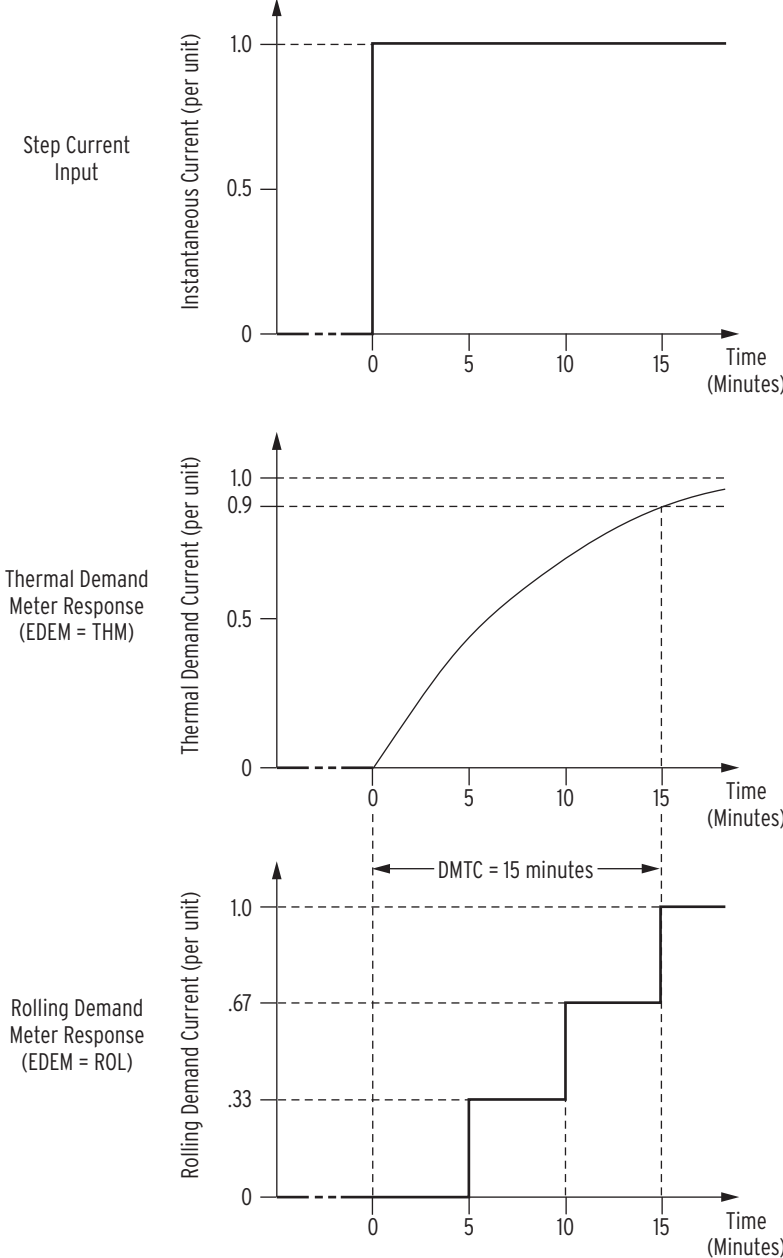 Step Current
Input
Instantaneous Current (per unit)
1.0
0.5
0
0 5 10 15
Time
(Minutes)
Thermal Demand
Meter Response
(EDEM = THM)
Thermal Demand Current (per unit)
1.0
0.9
0.5
0
0 5 10 15
Time
(Minutes)
DMTC = 15 minutes
Rolling Demand
Meter Response
(EDEM = ROL)
Rolling Demand Current (per unit)
1.0
.67
.33
0
0 5 10 15
Time
(Minutes)